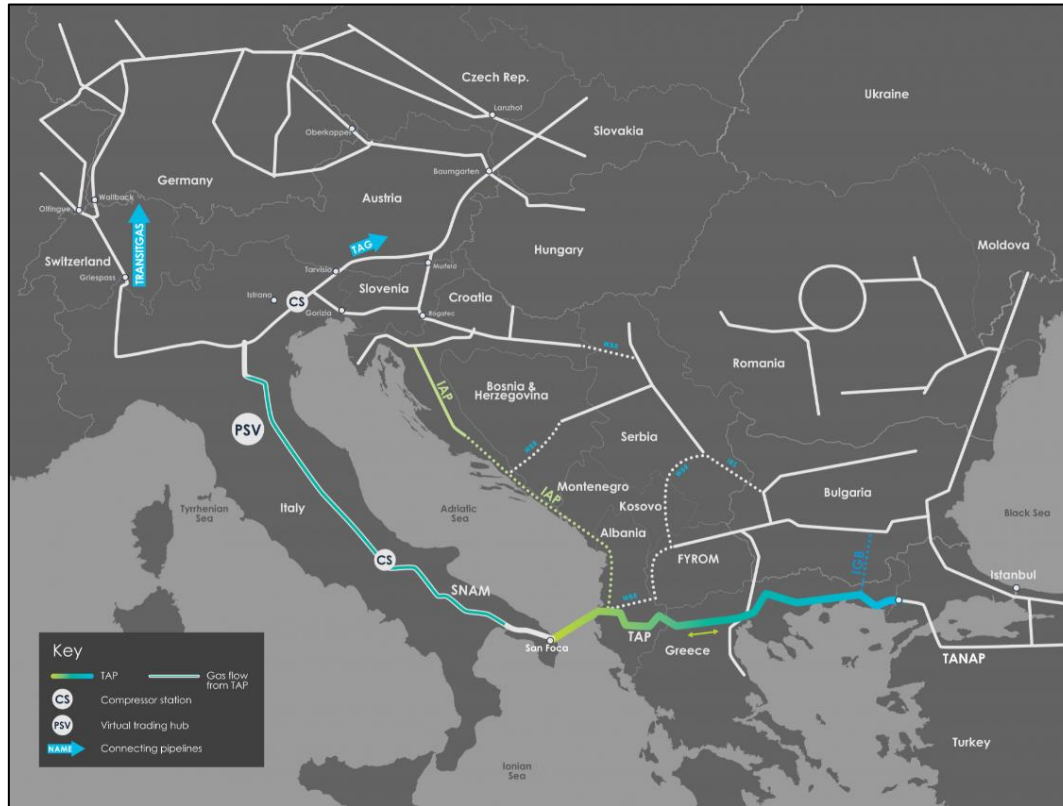 Czech Rep.
Ukraine
Lanzhot
Oberkappel
Slovakia
Baumgarten
Germany
Wallback
Austria
Oltingue
TRANSITGAS
TAG
Hungary
Moldova
Switzerland
Griespass
Tarvisio
Murfeld
Slovenia
Istrana
CS
Croatia
Gorizia
Rogatec
Romania
IAP
Bosnia &
Herzegovina
PSV
Serbia
IAP
Montenegro
Bulgaria
Kosovo
Italy
Adriatic
Sea
Tyrrhenian
Sea
Albania
Black Sea
FYROM
IGB
CS
Istanbul
SNAM
San Foca
TAP
Greece
TANAP
Turkey
Ionian
Sea
Key
TAP
Gas flow
from TAP
CS
Compressor station
PSV
Virtual trading hub
NAME
Connecting pipelines